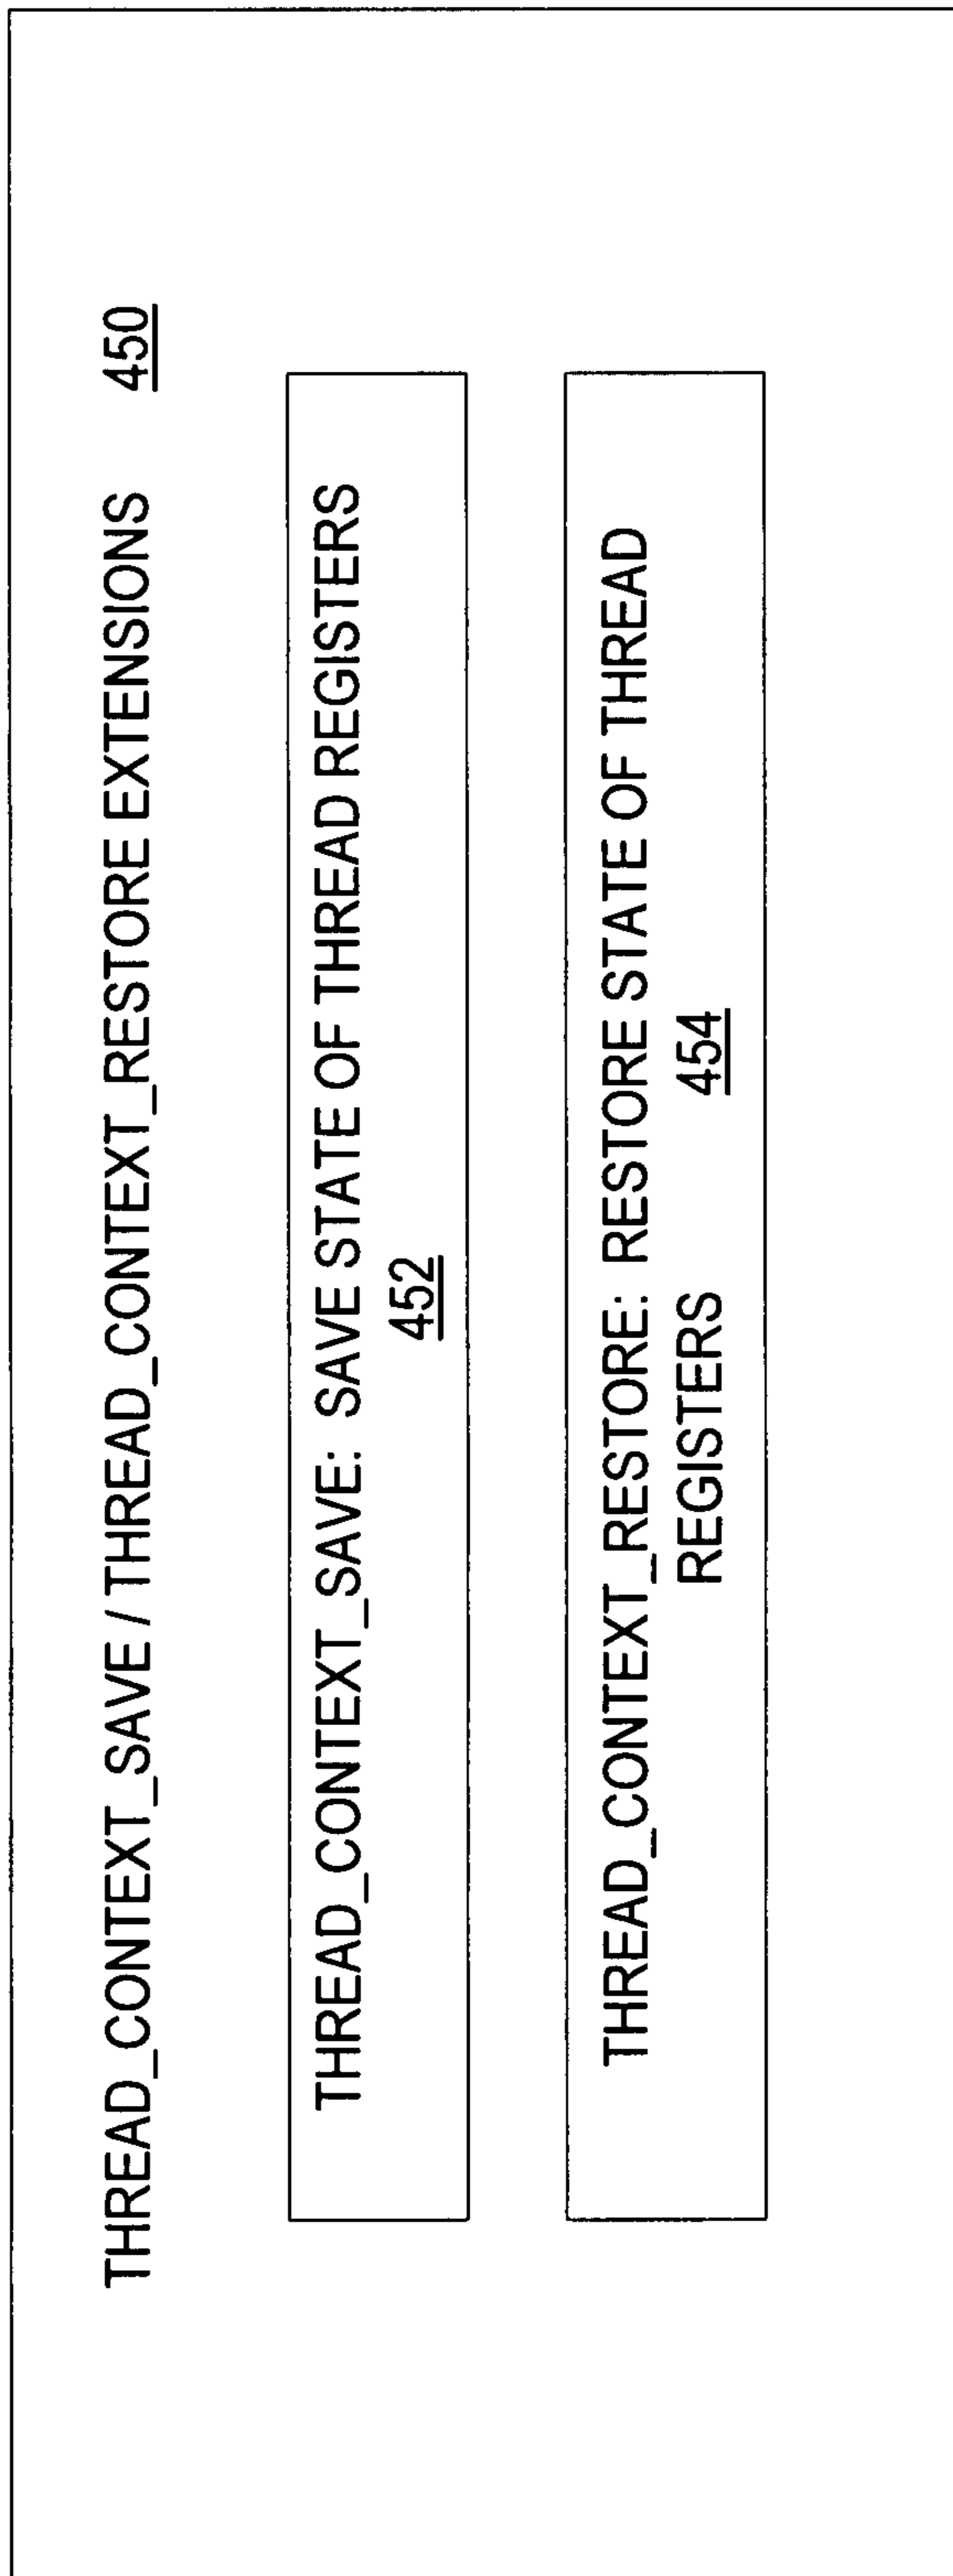 THREAD_CONTEXT_SAVE / THREAD_CONTEXT_RESTORE EXTENSIONS 450
THREAD_CONTEXT_SAVE: SAVE STATE OF THREAD REGISTERS
452
THREAD_CONTEXT_RESTORE: RESTORE STATE OF THREAD
REGISTERS 454